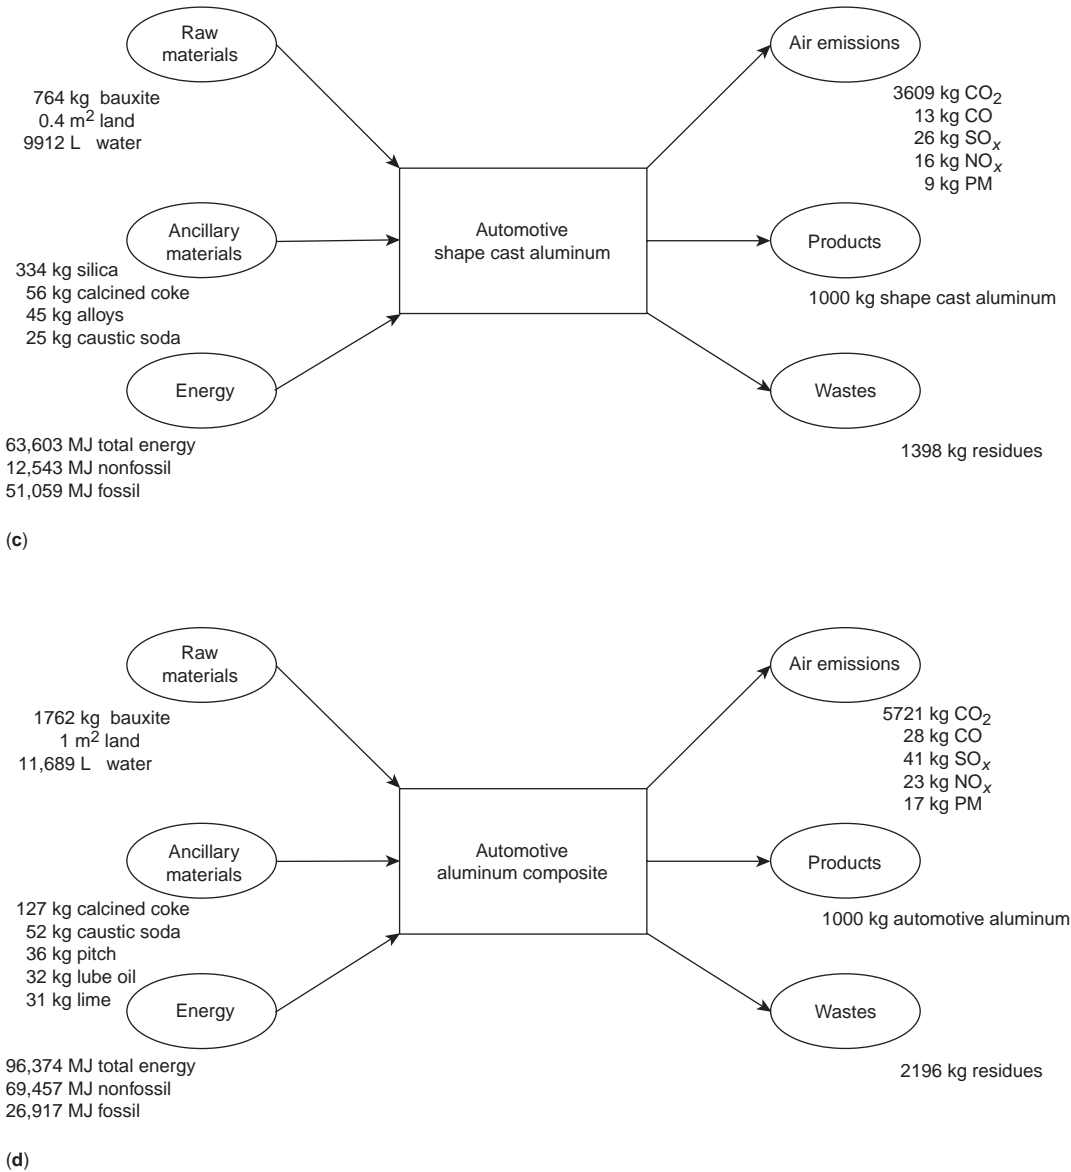 Raw
materials
764 kg bauxite
0.4 m² land
9912 L water
Ancillary
materials
334 kg silica
56 kg calcined coke
45 kg alloys
25 kg caustic soda
Energy
63,603 MJ total energy
12,543 MJ nonfossil
51,059 MJ fossil
Automotive
shape cast aluminum
Air emissions
3609 kg CO₂
13 kg CO
26 kg SOₓ
16 kg NOₓ
9 kg PM
Products
1000 kg shape cast aluminum
Wastes
1398 kg residues
(c)
Raw
materials
1762 kg bauxite
1 m² land
11,689 L water
Ancillary
materials
127 kg calcined coke
52 kg caustic soda
36 kg pitch
32 kg lube oil
31 kg lime
Energy
96,374 MJ total energy
69,457 MJ nonfossil
26,917 MJ fossil
Automotive
aluminum composite
Air emissions
5721 kg CO₂
28 kg CO
41 kg SOₓ
23 kg NOₓ
17 kg PM
Products
1000 kg automotive aluminum
Wastes
2196 kg residues
(d)